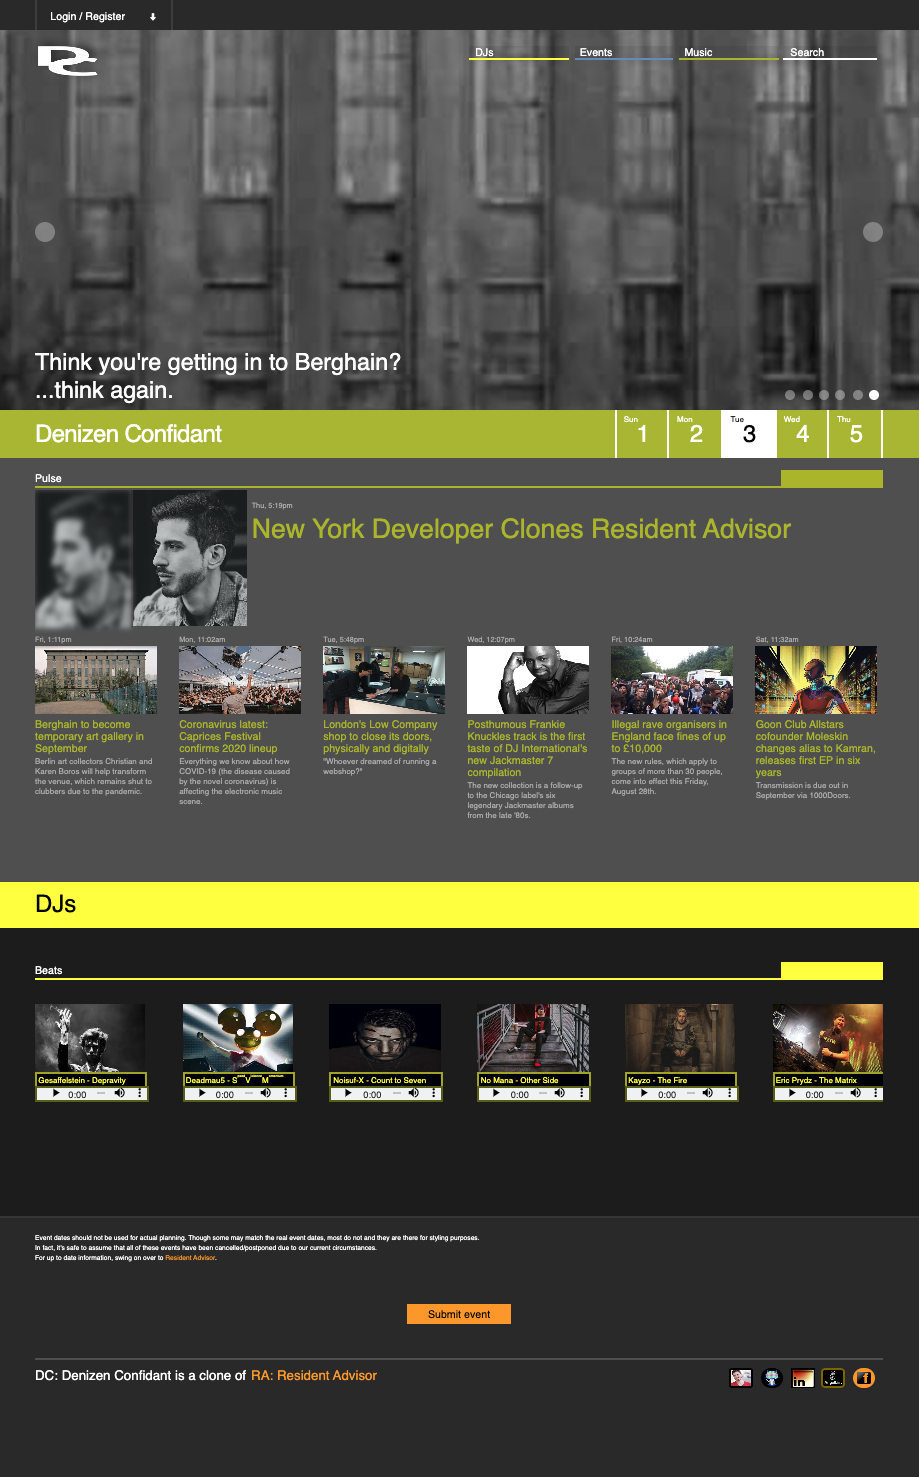 Login / Register
DJs
Events
Music
Search
Think you're getting in to Berghain?
...think again.
Denizen Confidant
Sun
1
Mon
2
Tue
3
Wed
4
Thu
5
Pulse
Thu, 5:19pm
New York Developer Clones Resident Advisor
Fri, 1:11pm
Berghain to become
temporary art gallery in
September
Berlin art collectors Christian and
Karen Boros will help transform
the venue, which remains shut to
clubbers due to the pandemic.
Mon, 11:02am
Coronavirus latest:
Caprices Festival
confirms 2020 lineup
Everything we know about how
COVID-19 (the disease caused
by the novel coronavirus) is
affecting the electronic music
scene.
Tue, 5:48pm
London's Low Company
shop to close its doors,
physically and digitally
"Whoever dreamed of running a
webshop?"
Wed, 12:07pm
Posthumous Frankie
Knuckles track is the first
taste of DJ International's
new Jackmaster 7
compilation
The new collection is a follow-up
to the Chicago label's six
legendary Jackmaster albums
from the late '80s.
Fri, 10:24am
Illegal rave organisers in
England face fines of up
to £10,000
The new rules, which apply to
groups of more than 30 people,
come into effect this Friday,
August 28th.
Sat, 11:32am
Goon Club Allstars
cofounder Moleskin
changes alias to Kamran,
releases first EP in six
years
Transmission is due out in
September via 1000Doors.
DJs
Beats
Gesaffelstein - Depravity
0:00
Deadmau5 -
0:00
Noisuf-X - Count to Seven
0:00
No Mana - Other Side
0:00
Kayzo - The Fire
0:00
Eric Prydz - The Matrix
0:00
Event dates should not be used for actual planning. Though some may match the real event dates, most do not and they are there for styling purposes.
In fact, it's safe to assume that all of these events have been cancelled/postponed due to our current circumstances.
For up to date information, swing on over to Resident Advisor.
Submit event
DC: Denizen Confidant is a clone of RA: Resident Advisor
in
f